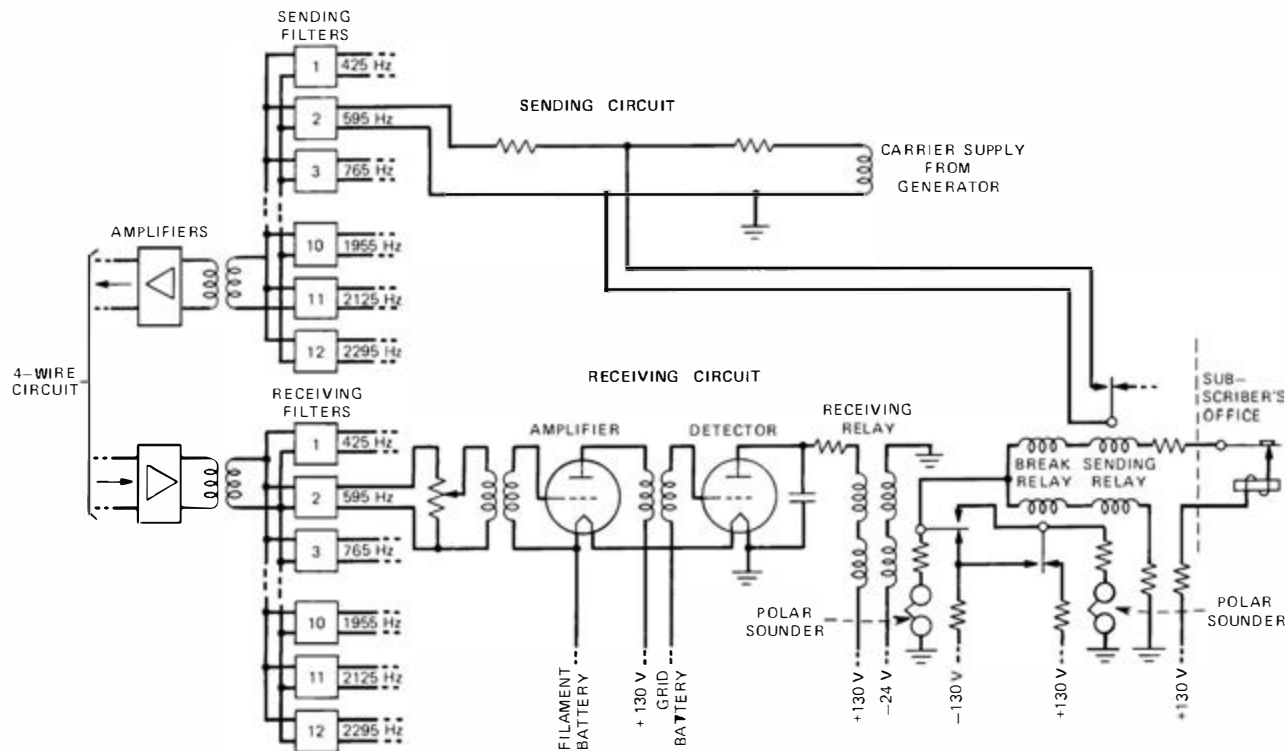 SENDING
FILTERS
1
425 Hz
2
595 Hz
3
765 Hz
10
1955 Hz
11
2125 Hz
12
2295 Hz
SENDING CIRCUIT
CARRIER SUPPLY
FROM
GENERATOR
AMPLIFIERS
4-WIRE
CIRCUIT
RECEIVING CIRCUIT
RECEIVING
FILTERS
1
425 Hz
2
595 Hz
3
765 Hz
10
1955 Hz
11
2125 Hz
12
2295 Hz
AMPLIFIER
DETECTOR
RECEIVING
RELAY
SUB-
SCRIBER'S
OFFICE
BREAK
RELAY
SENDING
RELAY
POLAR
SOUNDER
POLAR
SOUNDER
FILAMENT
BATTERY
+130 V
GRID
BATTERY
+130 V
-24 V
-130 V
+130 V
+130 V